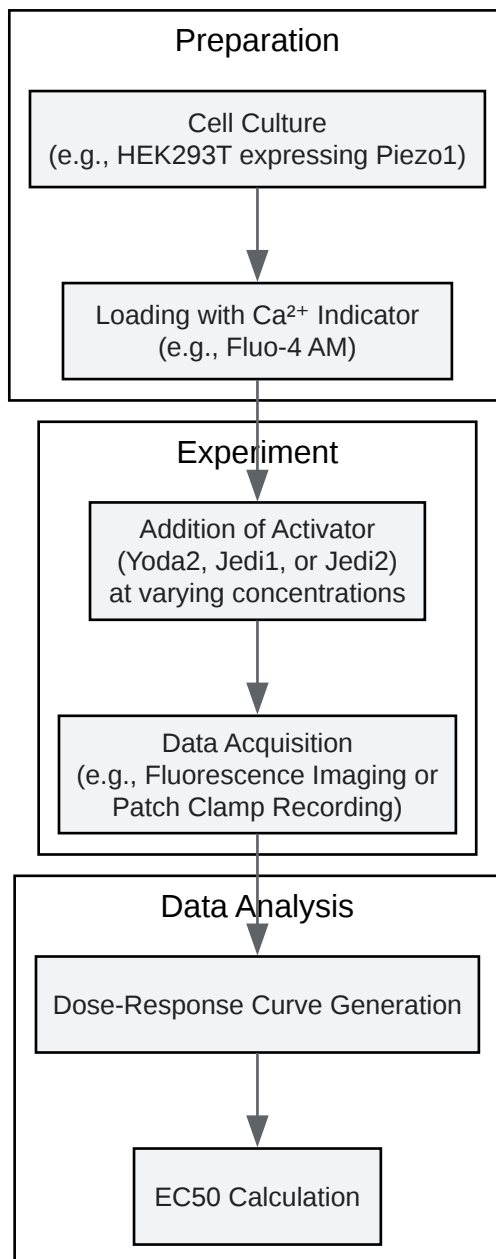 Preparation
Cell Culture
(e.g., HEK293T expressing Piezo1)
Loading with Ca²⁺ Indicator
(e.g., Fluo-4 AM)
Experiment
Addition of Activator
(Yoda2, Jedi1, or Jedi2)
at varying concentrations
Data Acquisition
(e.g., Fluorescence Imaging or
Patch Clamp Recording)
Data Analysis
Dose-Response Curve Generation
EC50 Calculation